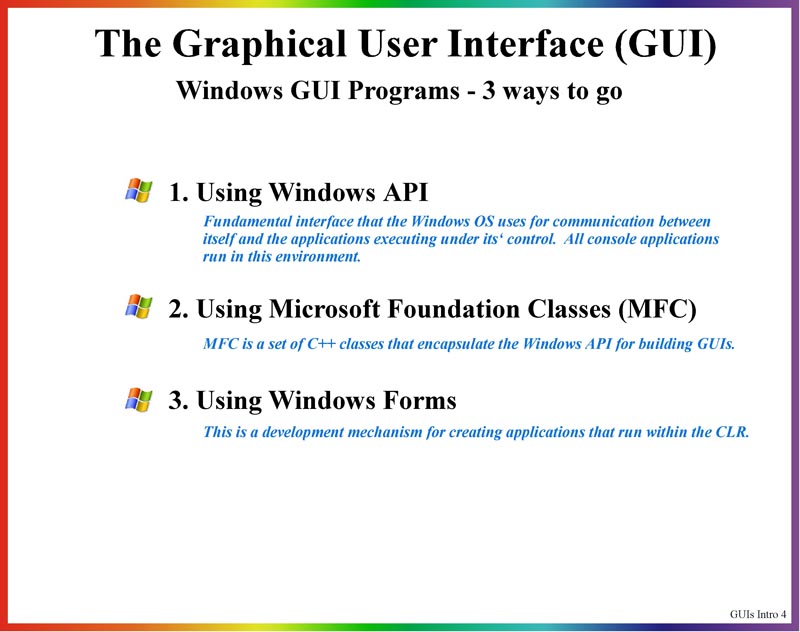 The Graphical User Interface (GUI)
Windows GUI Programs - 3 ways to go
1. Using Windows API
Fundamental interface that the Windows OS uses for communication between
itself and the applications executing under its‘ control.  All console applications
run in this environment.
2. Using Microsoft Foundation Classes (MFC)
MFC is a set of C++ classes that encapsulate the Windows API for building GUIs.
3. Using Windows Forms
This is a development mechanism for creating applications that run within the CLR.
GUIs Intro 4